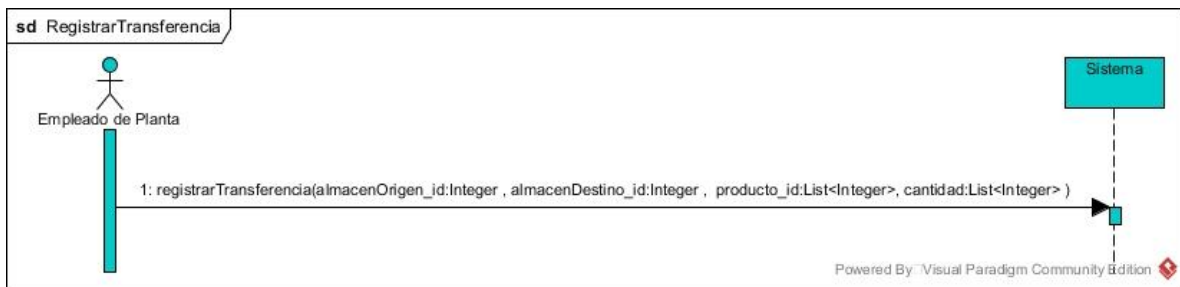 sd RegistrarTransferencia
Sistema
Empleado de Planta
1: registrarTransferencia(almacenOrigen_id:Integer , almacenDestino_id:Integer , producto_id:List<Integer>, cantidad:List<Integer> )
Powered By Visual Paradigm Community Edition